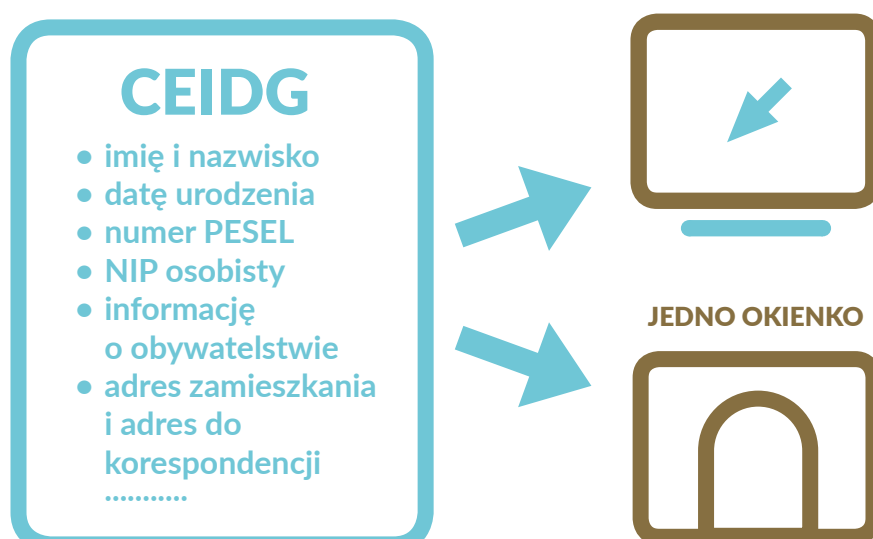 CEIDG
• imię i nazwisko
• datę urodzenia
• numer PESEL
• NIP osobisty
• informację
o obywatelstwie
• adres zamieszkania
i adres do
korespondencji
...........
JEDNO OKIENKO